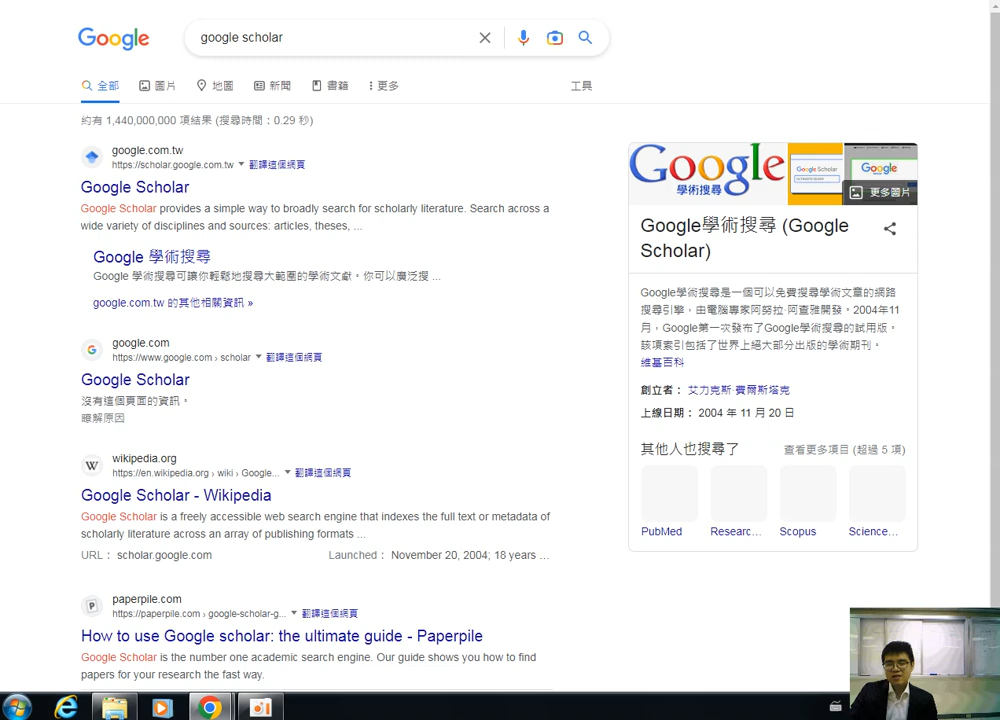 Google
google scholar
全部
圖片
地圖
新聞
書籍
更多
工具
約有 1,440,000,000 項結果 (搜尋時間：0.29 秒)
google.com.tw
https://scholar.google.com.tw
翻譯這個網頁
Google Scholar
Google Scholar provides a simple way to broadly search for scholarly literature. Search across a
wide variety of disciplines and sources: articles, theses, ...
Google 學術搜尋
Google 學術搜尋可讓你輕鬆地搜尋大範圍的學術文獻。你可以廣泛搜 ...
google.com.tw 的其他相關資訊 »
google.com
https://www.google.com › scholar
翻譯這個網頁
Google Scholar
沒有這個頁面的資訊。
瞭解原因
W
wikipedia.org
https://en.wikipedia.org › wiki › Google...
翻譯這個網頁
Google Scholar - Wikipedia
Google Scholar is a freely accessible web search engine that indexes the full text or metadata of
scholarly literature across an array of publishing formats ...
URL： scholar.google.com
Launched： November 20, 2004; 18 years ...
P
paperpile.com
https://paperpile.com › google-scholar-g...
翻譯這個網頁
How to use Google scholar: the ultimate guide - Paperpile
Google Scholar is the number one academic search engine. Our guide shows you how to find
papers for your research the fast way.
Google
學術搜尋
Google Scholar
Google
更多圖片
Google學術搜尋 (Google
Scholar)
Google學術搜尋是一個可以免費搜尋學術文章的網路
搜尋引擎，由電腦專家阿努拉·阿查雅開發。2004年11
月，Google第一次發布了Google學術搜尋的試用版。
該項索引包括了世界上絕大部分出版的學術期刊。
維基百科
創立者： 艾力克斯·費爾斯塔克
上線日期： 2004 年 11 月 20 日
其他人也搜尋了
查看更多項目 (超過 5 項)
PubMed
Researc...
Scopus
Science...